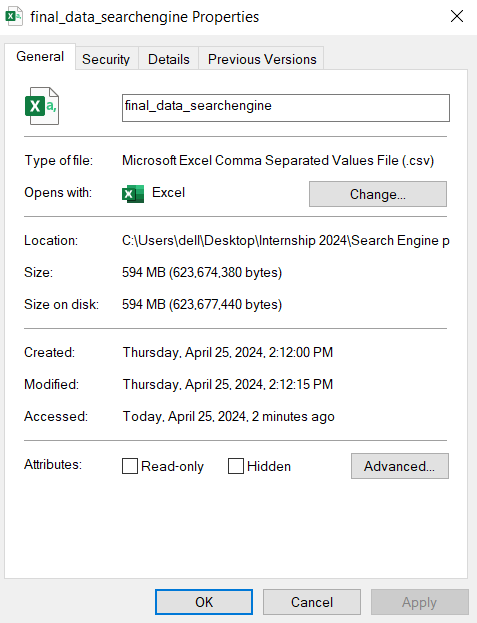 final_data_searchengine Properties
General Security Details Previous Versions
X a,
final_data_searchengine
Type of file: Microsoft Excel Comma Separated Values File (.csv)
Opens with: Excel Change...
Location: C:\Users\dell\Desktop\Internship 2024\Search Engine p
Size: 594 MB (623,674,380 bytes)
Size on disk: 594 MB (623,677,440 bytes)
Created: Thursday, April 25, 2024, 2:12:00 PM
Modified: Thursday, April 25, 2024, 2:12:15 PM
Accessed: Today, April 25, 2024, 2 minutes ago
Attributes: Read-only Hidden Advanced...
OK Cancel Apply